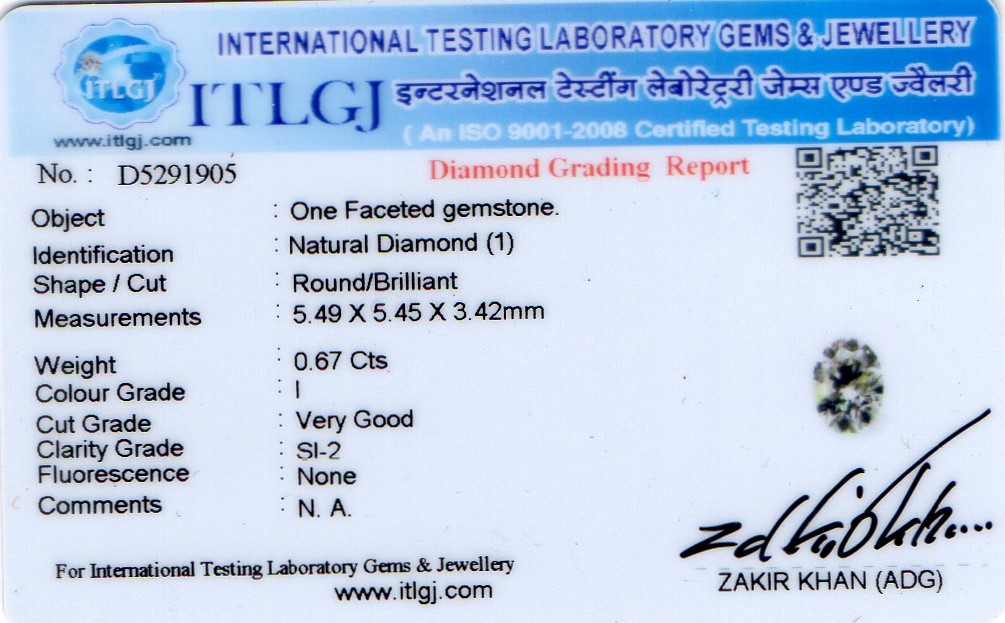 INTERNATIONAL TESTING LABORATORY GEMS & JEWELLERY
ITLGJ
ITLGJ
इन्टरनेशनल टेस्टींग लेबोरेट्ररी जेम्स एण्ड ज्वैलरी
www.itlgj.com
( An ISO 9001-2008 Certified Testing Laboratory)
No. : D5291905
Diamond Grading Report
Object : One Faceted gemstone.
Identification : Natural Diamond (1)
Shape / Cut : Round/Brilliant
Measurements : 5.49 X 5.45 X 3.42mm
Weight : 0.67 Cts
Colour Grade : I
Cut Grade : Very Good
Clarity Grade : SI-2
Fluorescence : None
Comments : N. A.
For International Testing Laboratory Gems & Jewellery
www.itlgj.com
ZAKIR KHAN (ADG)